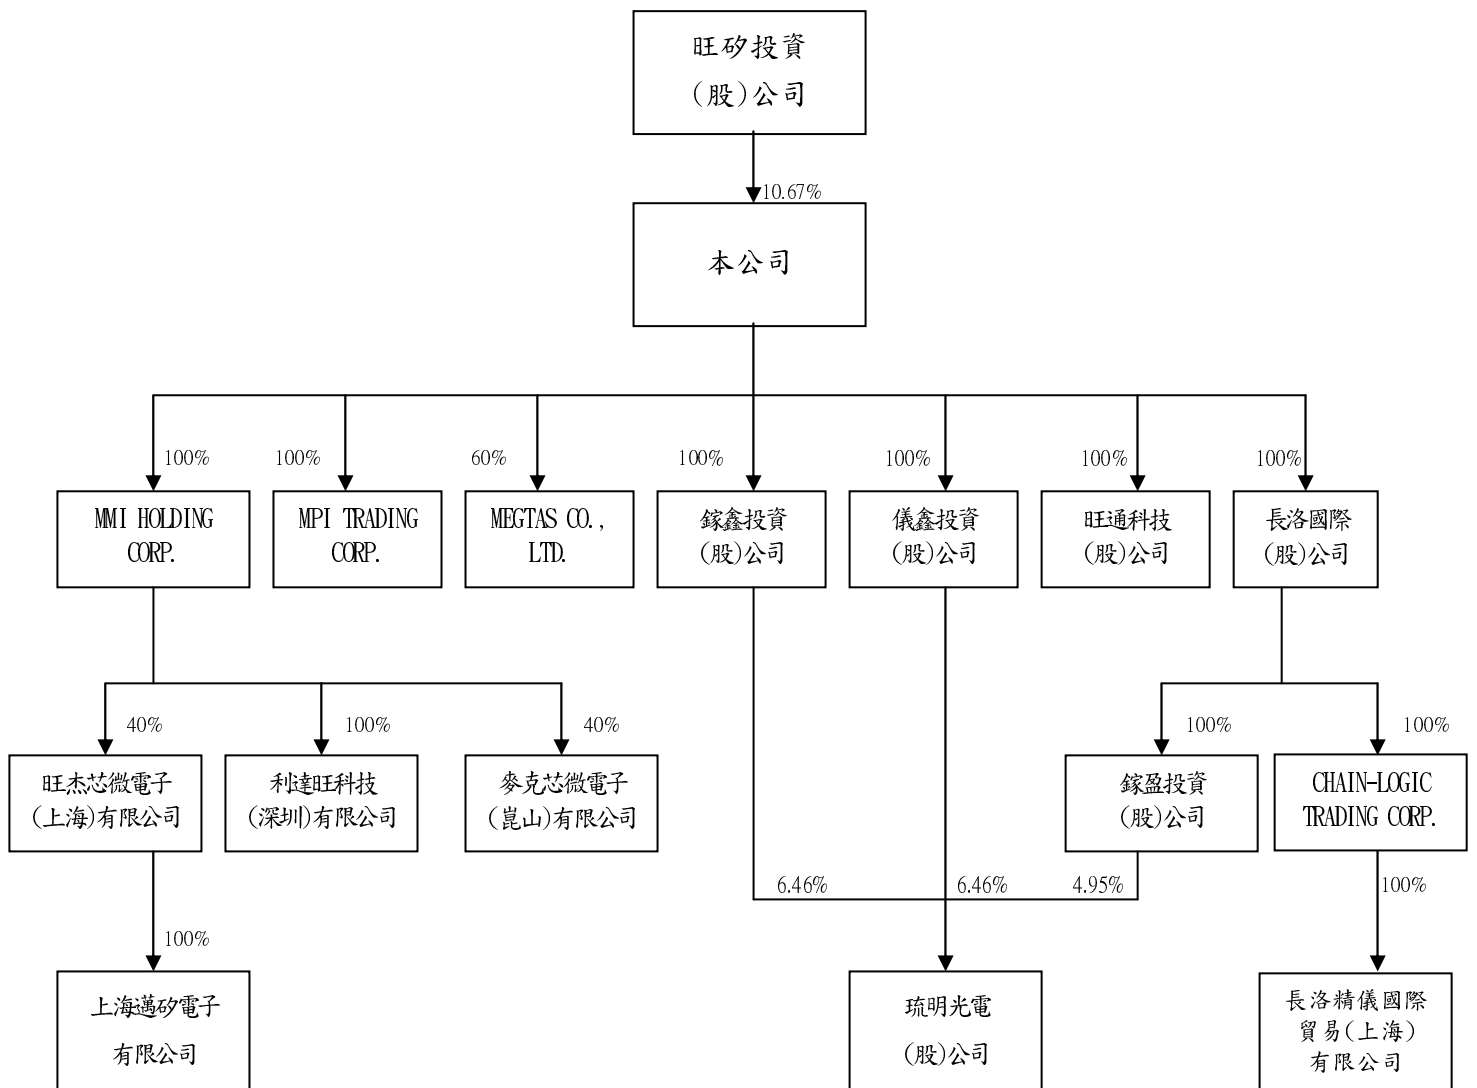 旺矽投資
(股)公司
10.67%
本公司
100%
100%
60%
100%
100%
100%
100%
MMI HOLDING
CORP.
MPI TRADING
CORP.
MEGTAS CO.,
LTD.
鎵鑫投資
(股)公司
儀鑫投資
(股)公司
旺通科技
(股)公司
長洛國際
(股)公司
40%
100%
40%
100%
100%
旺杰芯微電子
(上海)有限公司
利達旺科技
(深圳)有限公司
麥克芯微電子
(崑山)有限公司
鎵盈投資
(股)公司
CHAIN-LOGIC
TRADING CORP.
6.46%
6.46%
4.95%
100%
100%
上海邁矽電子
有限公司
琉明光電
(股)公司
長洛精儀國際
貿易(上海)
有限公司